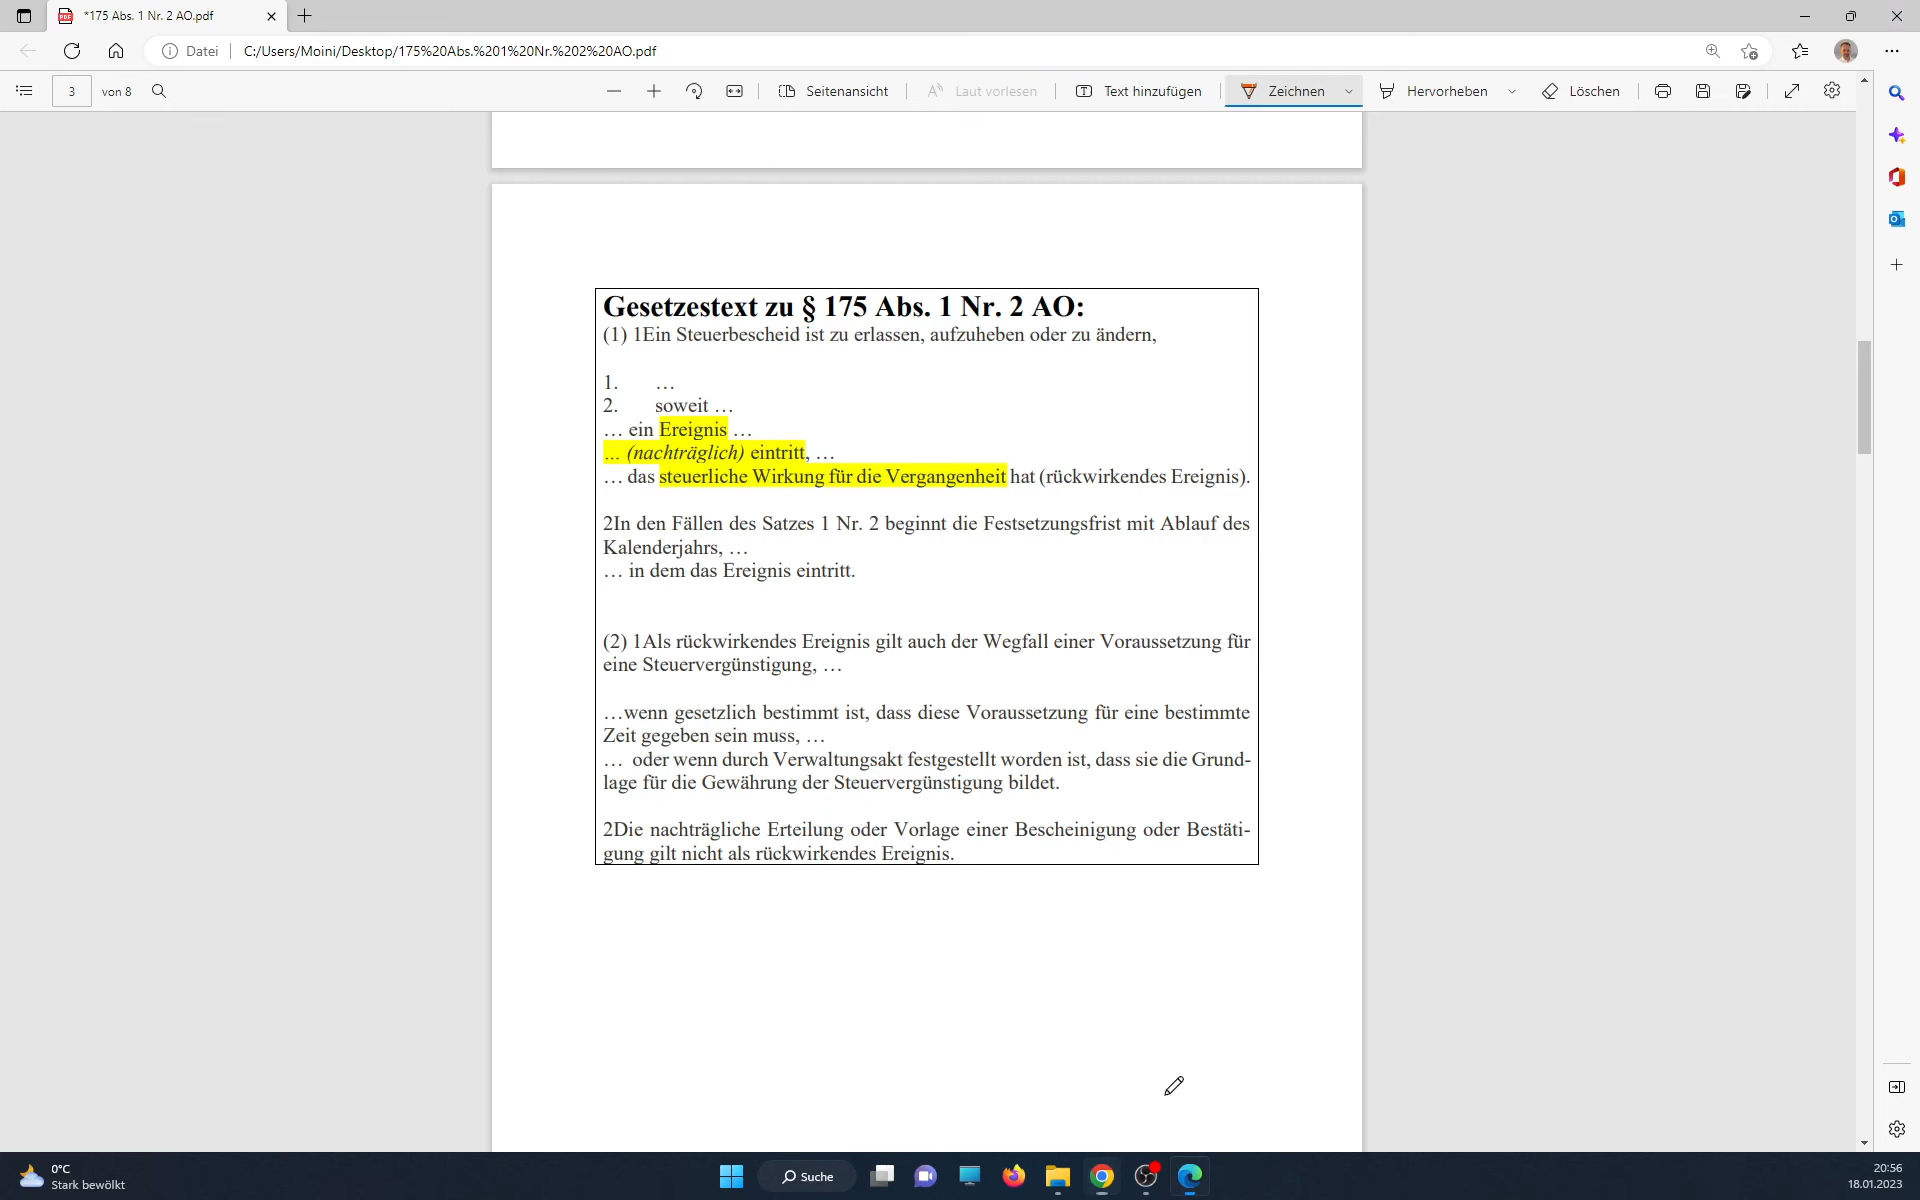 *175 Abs. 1 Nr. 2 AO.pdf
Datei
C:/Users/Moini/Desktop/175%20Abs.%201%20Nr.%202%20AO.pdf
3 von 8
Seitenansicht
Laut vorlesen
Text hinzufügen
Zeichnen
Hervorheben
Löschen
Gesetzestext zu § 175 Abs. 1 Nr. 2 AO:
(1) 1Ein Steuerbescheid ist zu erlassen, aufzuheben oder zu ändern,
1. …
2. soweit …
… ein Ereignis …
... (nachträglich) eintritt, …
… das steuerliche Wirkung für die Vergangenheit hat (rückwirkendes Ereignis).
2In den Fällen des Satzes 1 Nr. 2 beginnt die Festsetzungsfrist mit Ablauf des
Kalenderjahrs, …
… in dem das Ereignis eintritt.
(2) 1Als rückwirkendes Ereignis gilt auch der Wegfall einer Voraussetzung für
eine Steuervergünstigung, …
…wenn gesetzlich bestimmt ist, dass diese Voraussetzung für eine bestimmte
Zeit gegeben sein muss, …
… oder wenn durch Verwaltungsakt festgestellt worden ist, dass sie die Grund-
lage für die Gewährung der Steuervergünstigung bildet.
2Die nachträgliche Erteilung oder Vorlage einer Bescheinigung oder Bestäti-
gung gilt nicht als rückwirkendes Ereignis.
0°C
Stark bewölkt
Suche
20:56
18.01.2023